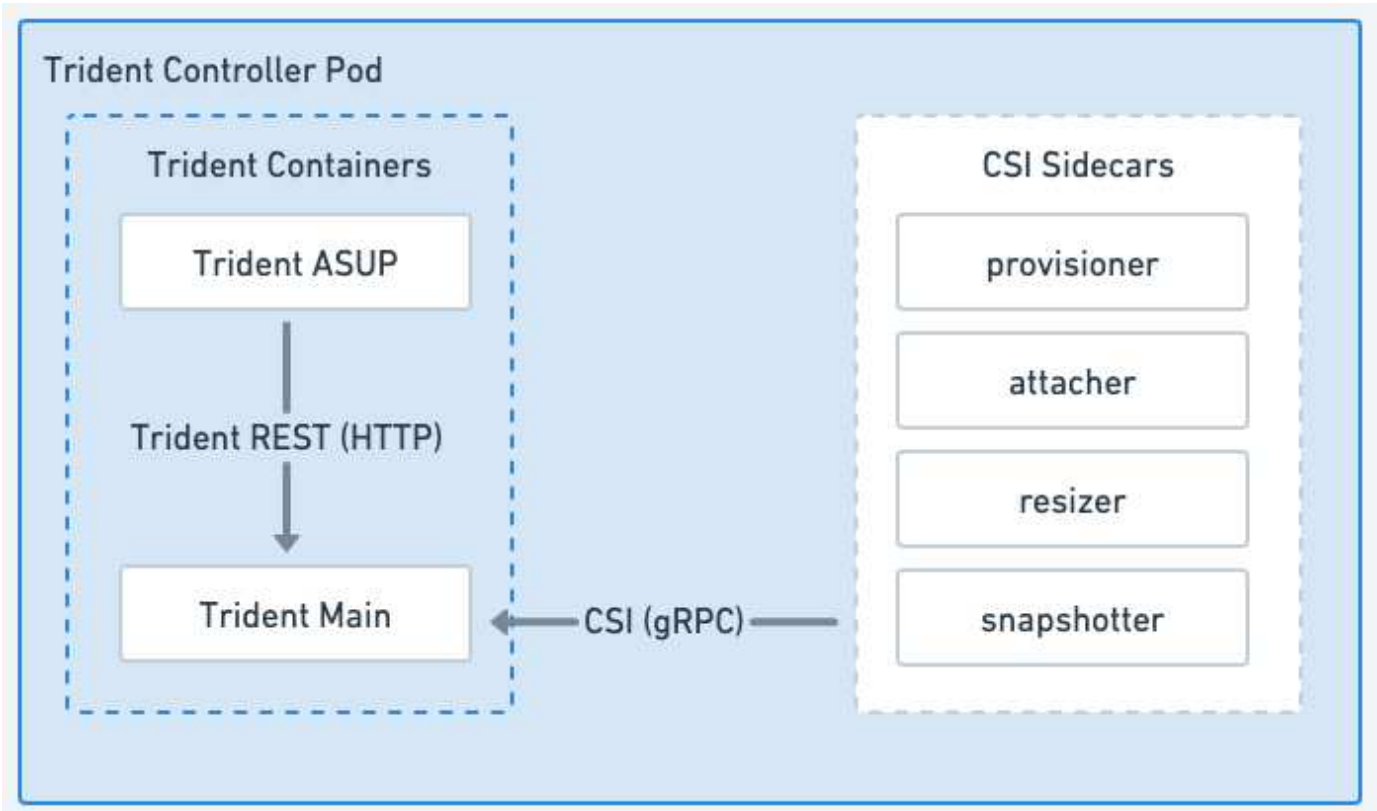 Trident Controller Pod
Trident Containers
Trident ASUP
Trident REST (HTTP)
Trident Main
CSI (gRPC)
CSI Sidecars
provisioner
attacher
resizer
snapshotter